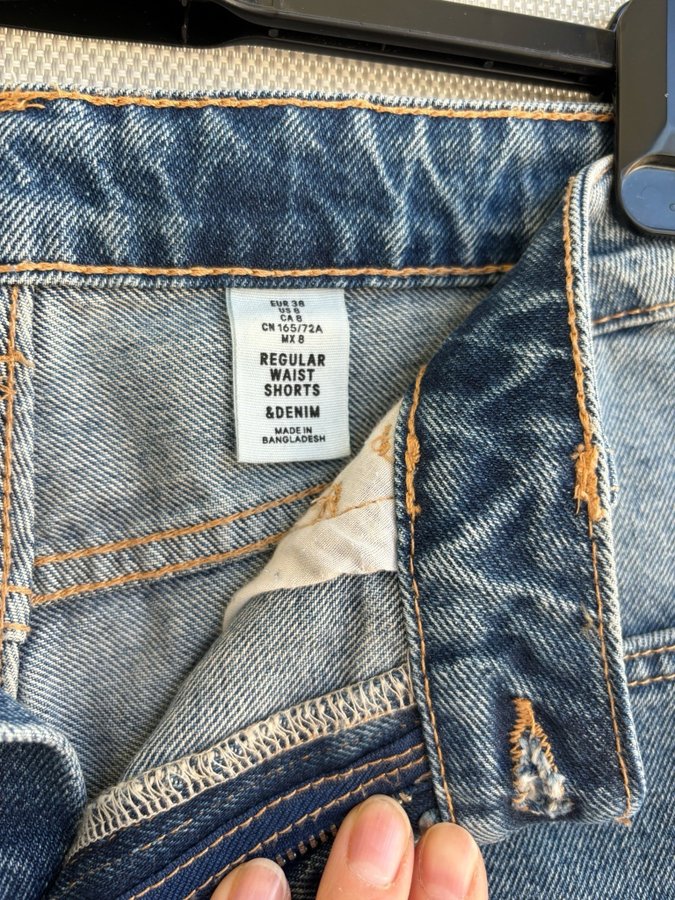 EUR 38
US 8
CA 8
CN 165/72A
MX 8
REGULAR
WAIST
SHORTS
&DENIM
MADE IN
BANGLADESH